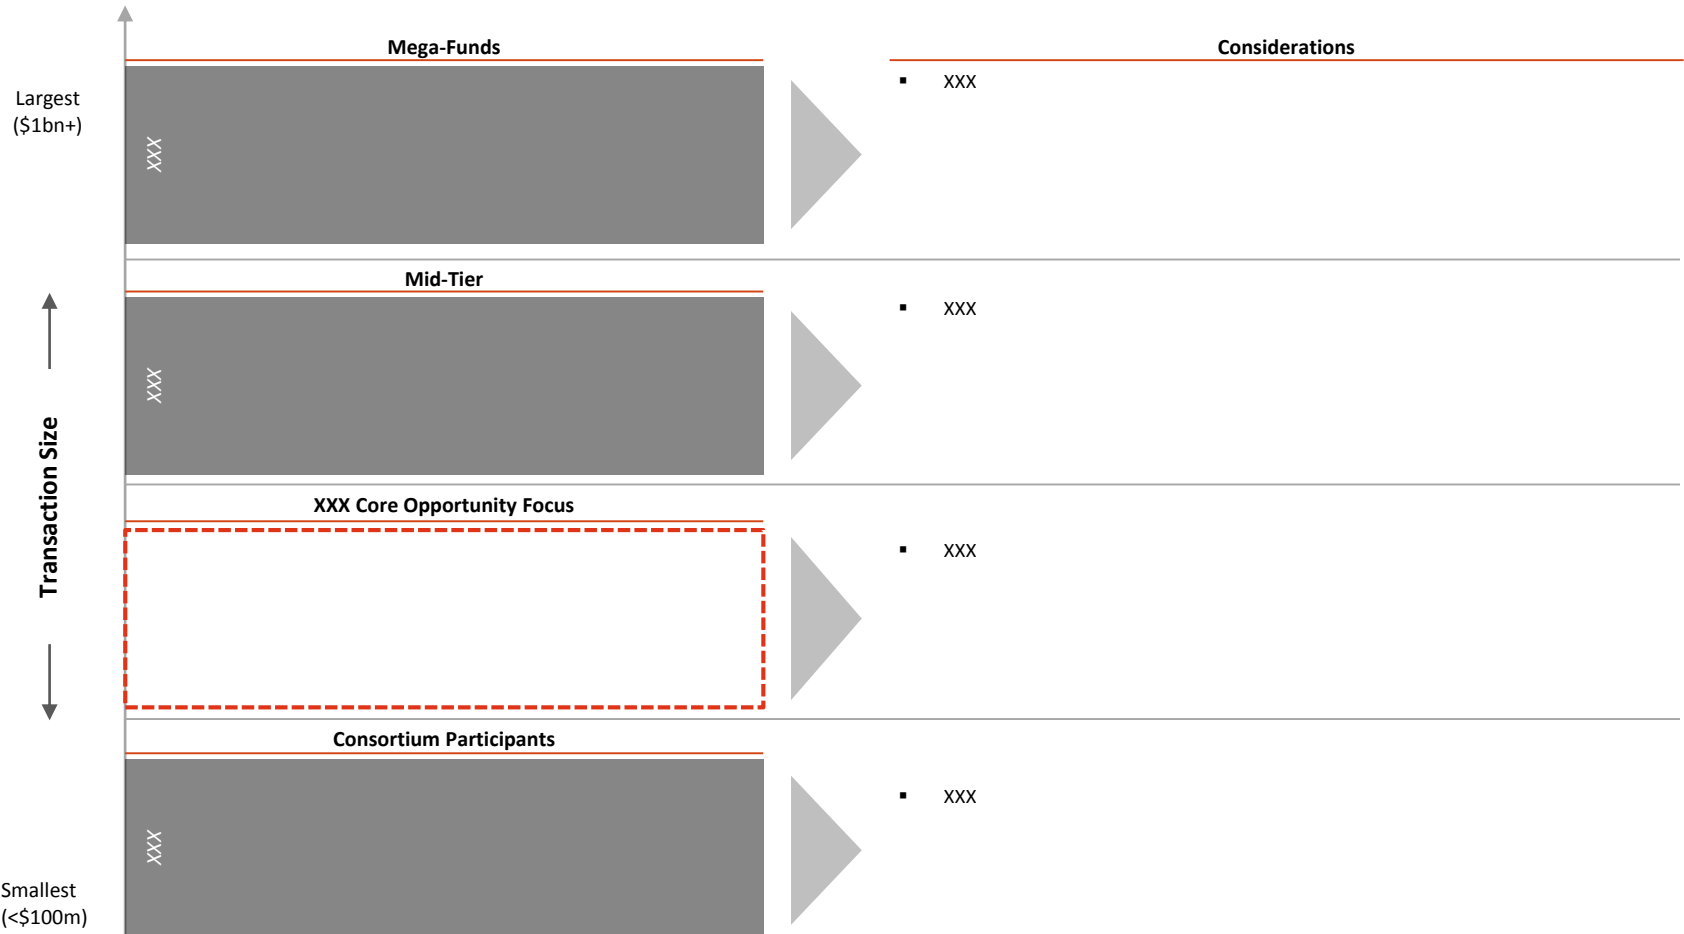 Mega-Funds
Considerations
Largest
($1bn+)
XXX
▪ XXX
Mid-Tier
XXX
▪ XXX
Transaction Size
XXX Core Opportunity Focus
▪ XXX
Consortium Participants
XXX
▪ XXX
Smallest
(<$100m)